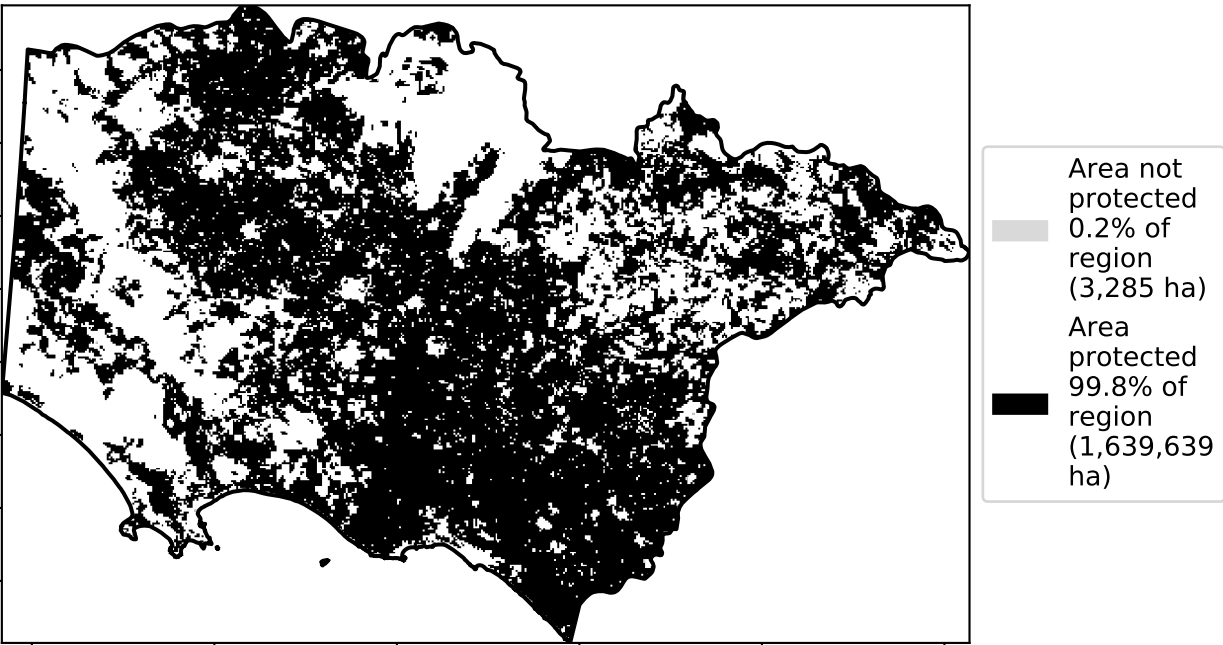 Area not
protected
0.2% of
region
(3,285 ha)
Area
protected
99.8% of
region
(1,639,639
ha)